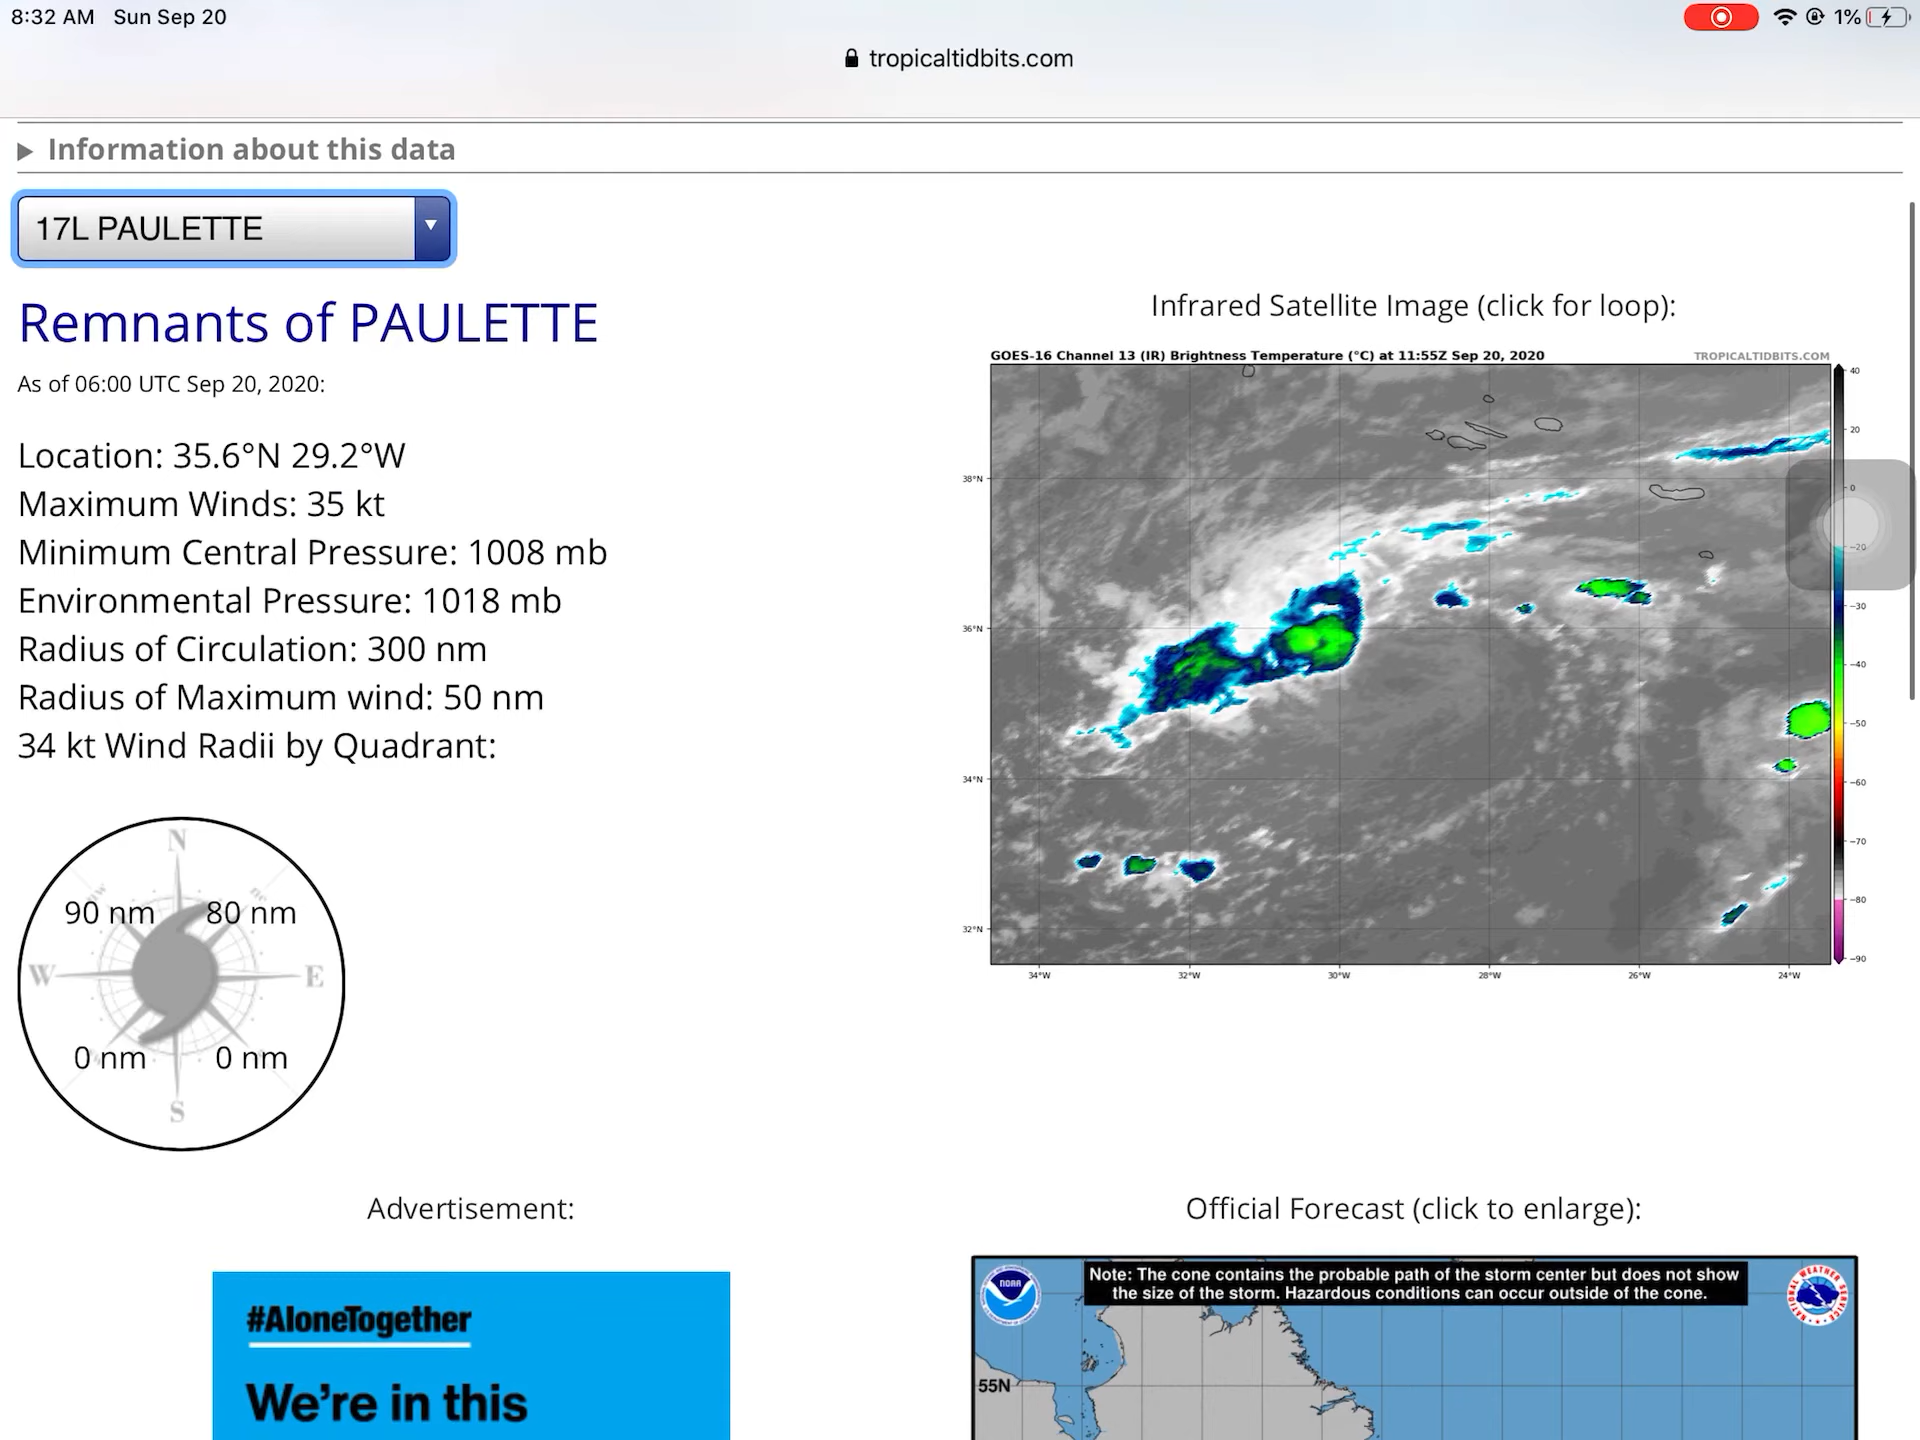 8:32 AM Sun Sep 20
1%
tropicaltidbits.com
Information about this data
17L PAULETTE
Remnants of PAULETTE
As of 06:00 UTC Sep 20, 2020:
Location: 35.6°N 29.2°W
Maximum Winds: 35 kt
Minimum Central Pressure: 1008 mb
Environmental Pressure: 1018 mb
Radius of Circulation: 300 nm
Radius of Maximum wind: 50 nm
34 kt Wind Radii by Quadrant:
N
90 nm 80 nm
W E
0 nm 0 nm
S
Infrared Satellite Image (click for loop):
GOES-16 Channel 13 (IR) Brightness Temperature (°C) at 11:55Z Sep 20, 2020 TROPICALTIDBITS.COM
40
20
0
-20
-30
-40
-50
-60
-70
-80
-90
38°N
36°N
34°N
32°N
34°W 32°W 30°W 28°W 26°W 24°W
Advertisement:
#AloneTogether
We're in this
Official Forecast (click to enlarge):
NOAA
Note: The cone contains the probable path of the storm center but does not show
the size of the storm. Hazardous conditions can occur outside of the cone.
NATIONAL WEATHER SERVICE
55N